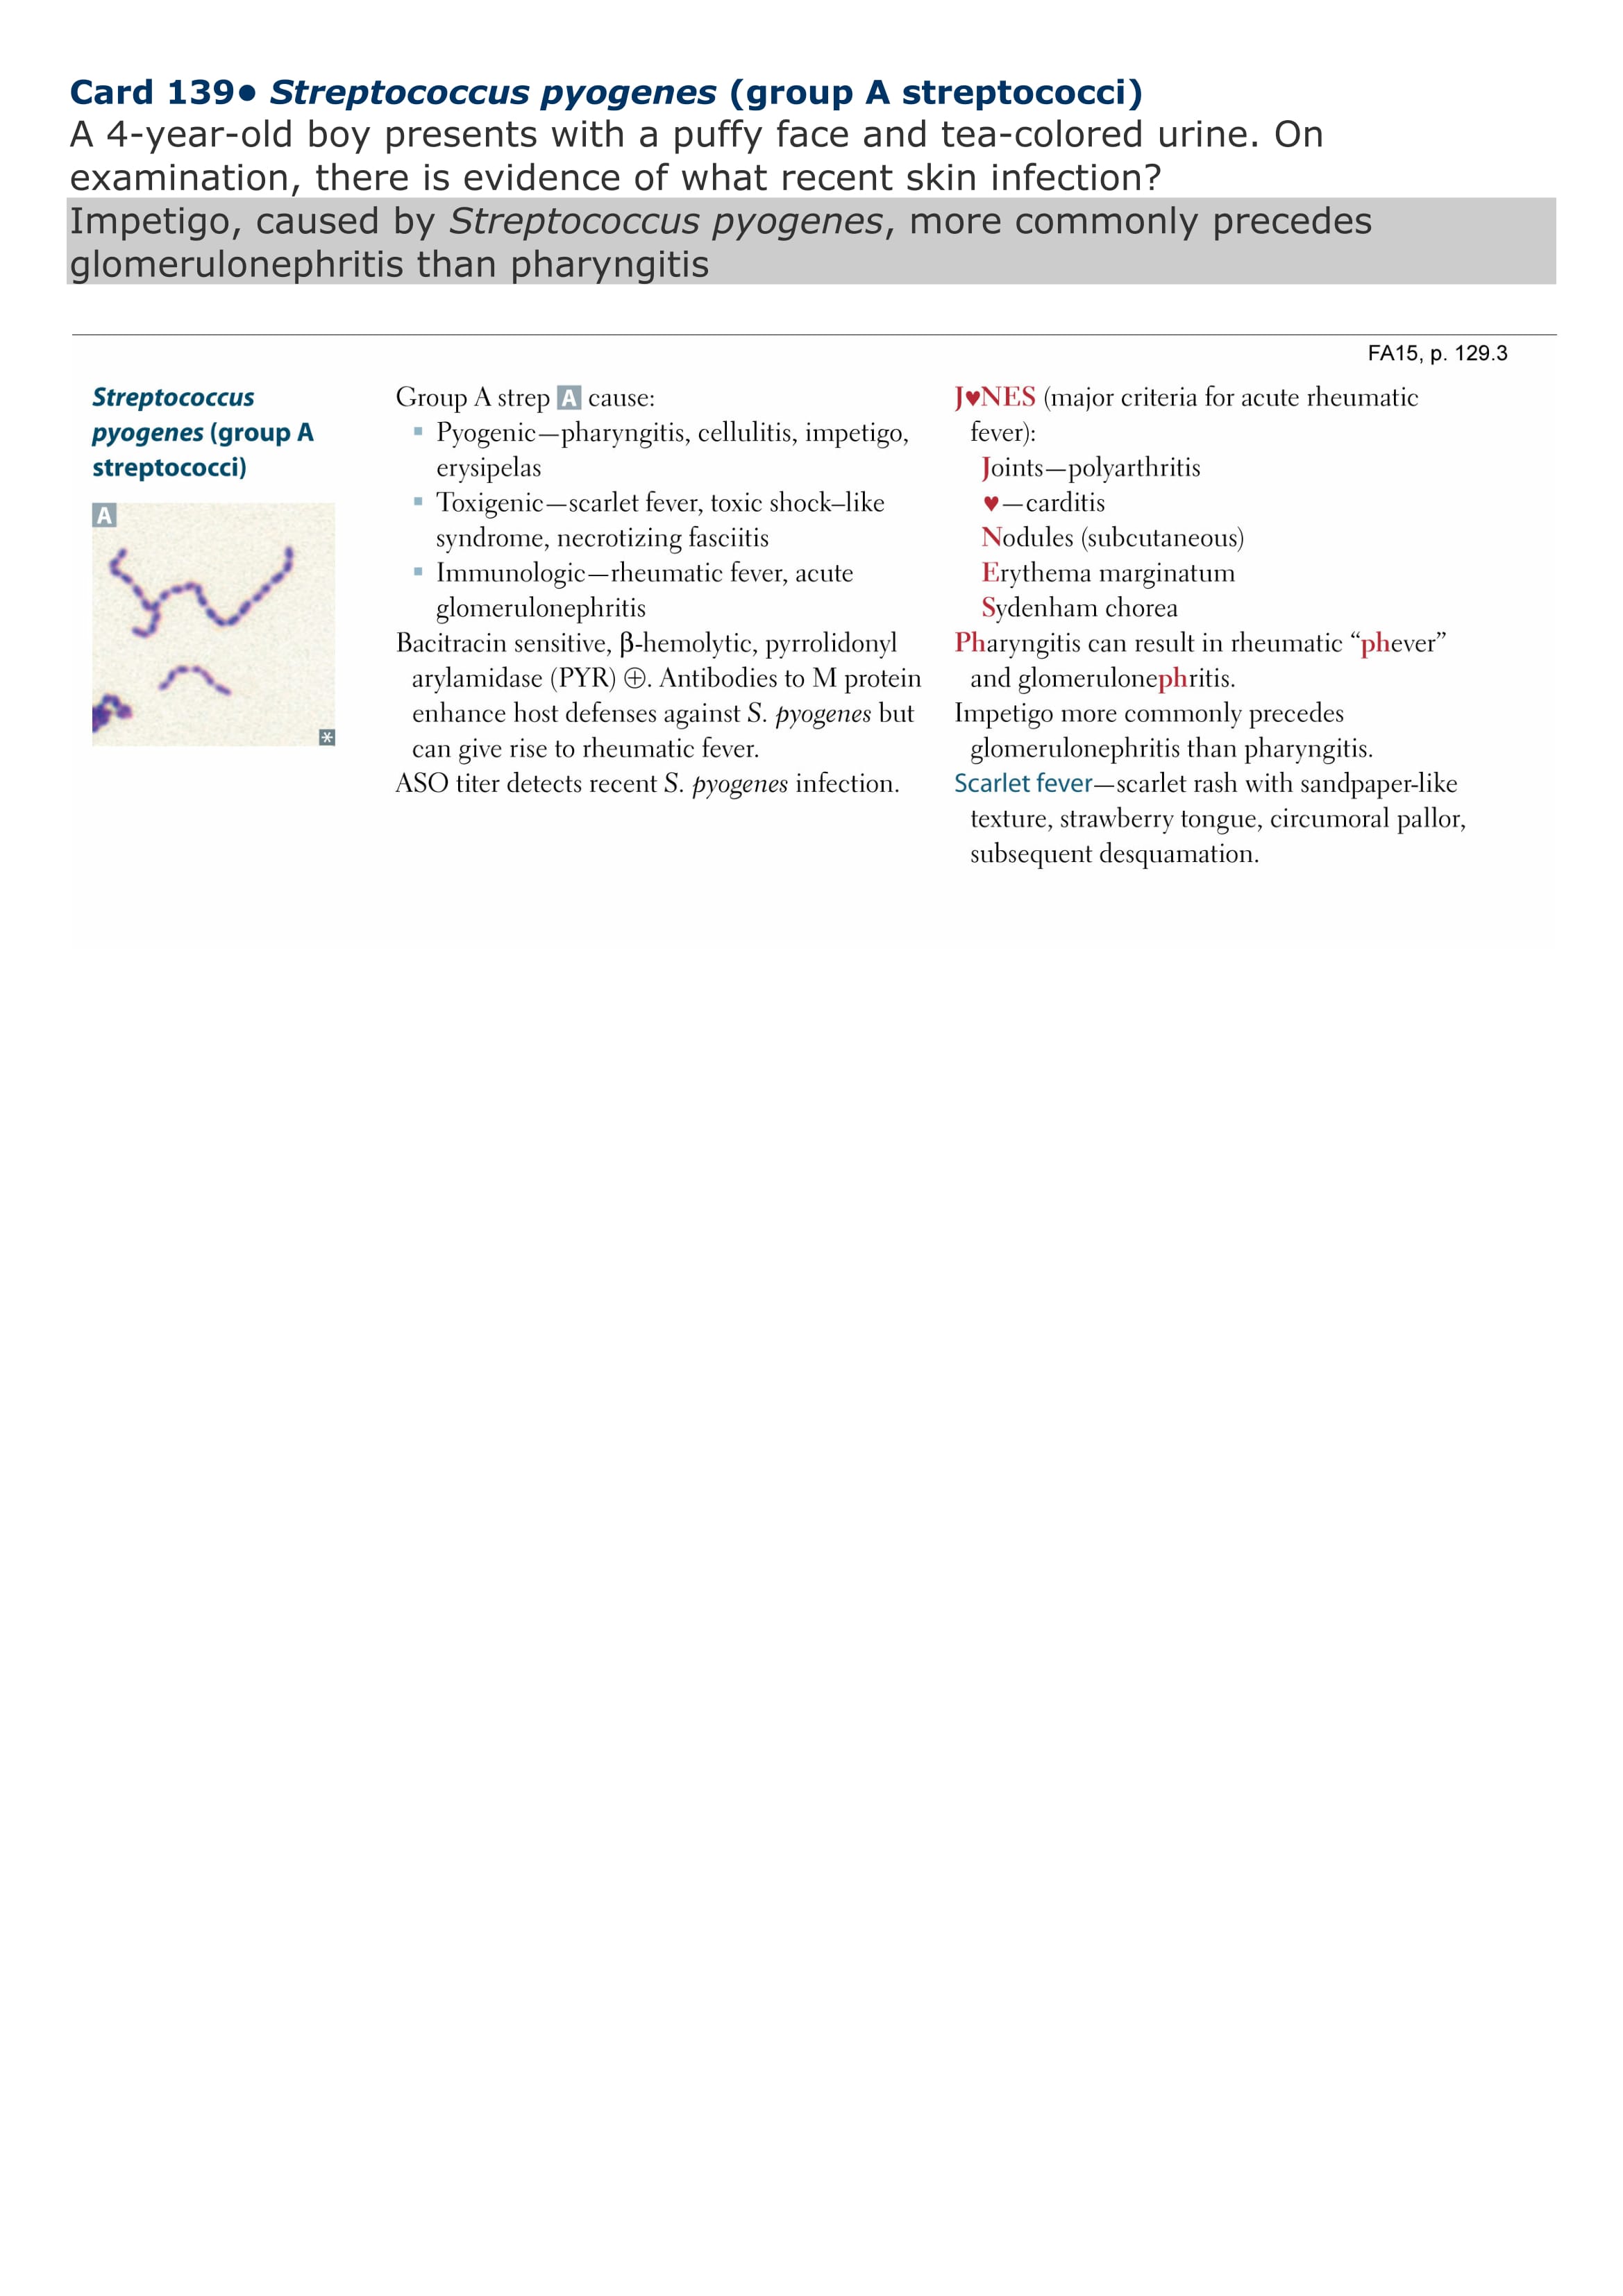 Card 139• Streptococcus pyogenes (group A streptococci)
A 4-year-old boy presents with a puffy face and tea-colored urine. On
examination, there is evidence of what recent skin infection?
Impetigo, caused by Streptococcus pyogenes, more commonly precedes
glomerulonephritis than pharyngitis
FA15, p. 129.3
Streptococcus
pyogenes (group A
streptococci)
A
*
Group A strep A cause:
▪ Pyogenic—pharyngitis, cellulitis, impetigo,
erysipelas
▪ Toxigenic—scarlet fever, toxic shock–like
syndrome, necrotizing fasciitis
▪ Immunologic—rheumatic fever, acute
glomerulonephritis
Bacitracin sensitive, β-hemolytic, pyrrolidonyl
arylamidase (PYR) ⊕. Antibodies to M protein
enhance host defenses against S. pyogenes but
can give rise to rheumatic fever.
ASO titer detects recent S. pyogenes infection.
J♥NES (major criteria for acute rheumatic
fever):
Joints—polyarthritis
♥—carditis
Nodules (subcutaneous)
Erythema marginatum
Sydenham chorea
Pharyngitis can result in rheumatic “phever”
and glomerulonephritis.
Impetigo more commonly precedes
glomerulonephritis than pharyngitis.
Scarlet fever—scarlet rash with sandpaper-like
texture, strawberry tongue, circumoral pallor,
subsequent desquamation.